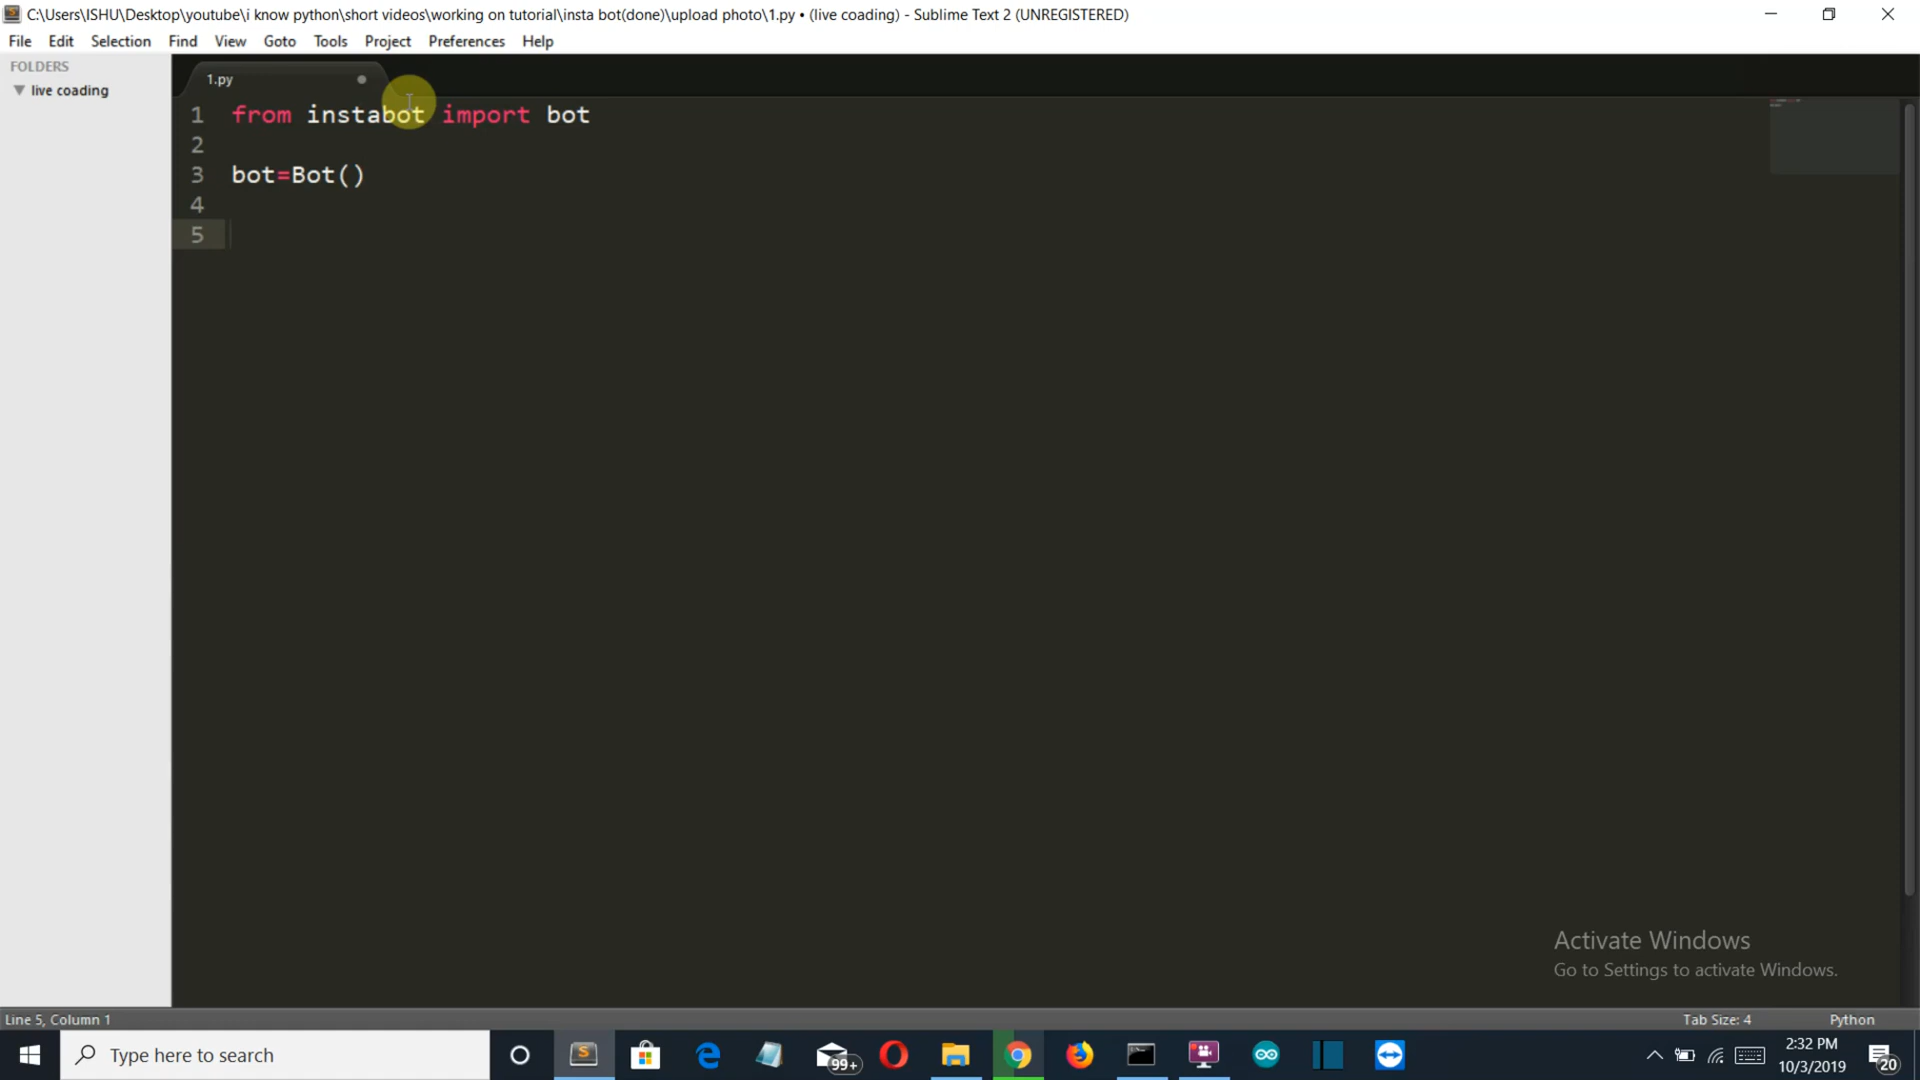 C:\Users\ISHU\Desktop\youtube\i know python\short videos\working on tutorial\insta bot(done)\upload photo\1.py • (live coading) - Sublime Text 2 (UNREGISTERED)
File Edit Selection Find View Goto Tools Project Preferences Help
FOLDERS
live coading
1.py
1 from instabot import bot
2
3 bot=Bot()
4
5
Activate Windows
Go to Settings to activate Windows.
Line 5, Column 1
Tab Size: 4
Python
Type here to search
99+
2:32 PM
10/3/2019
20